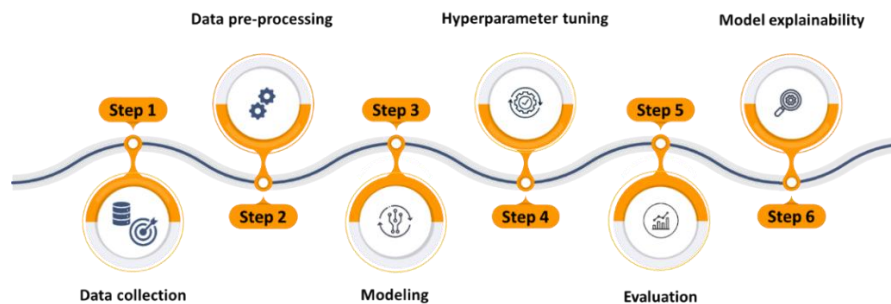 Data pre-processing
Hyperparameter tuning
Model explainability
Step 1
Step 3
Step 5
Step 2
Step 4
Step 6
Data collection
Modeling
Evaluation